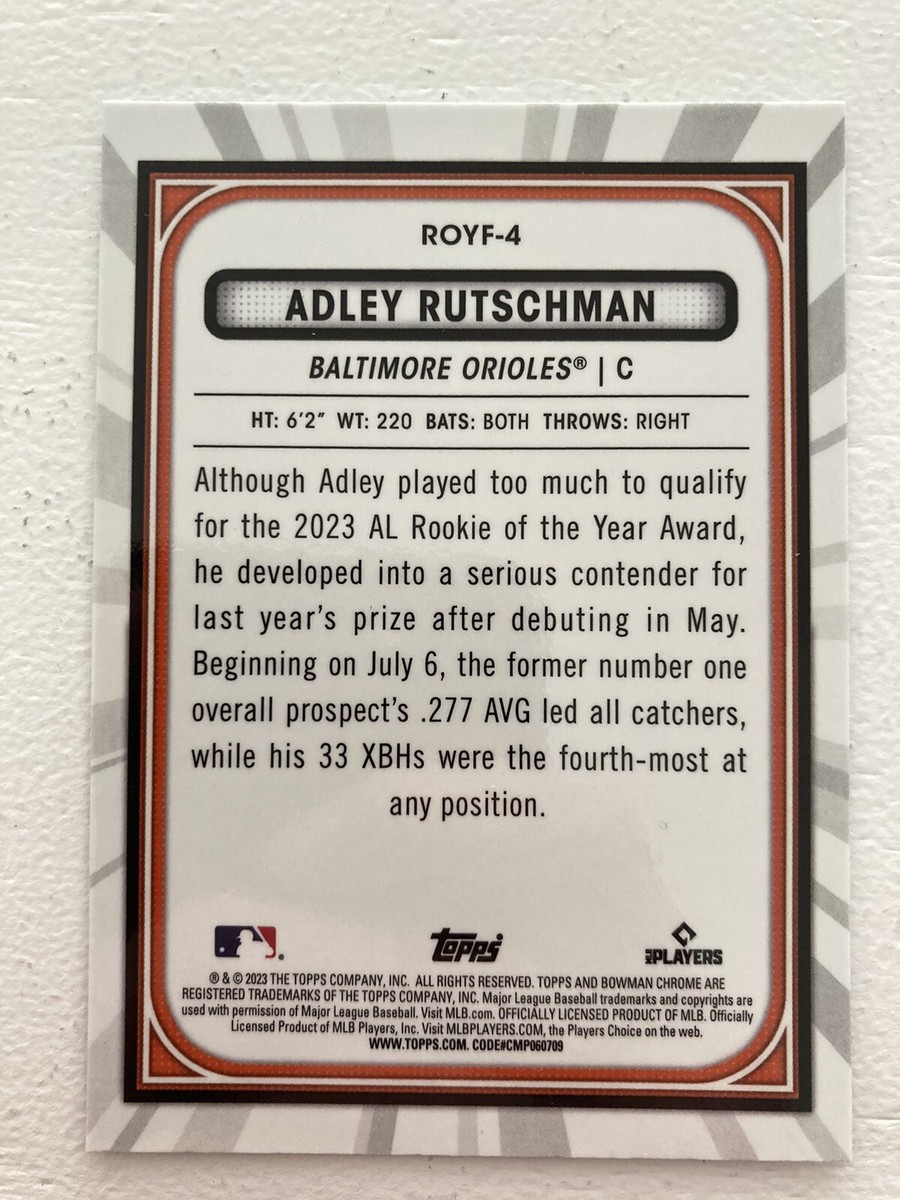 ROYF-4
ADLEY RUTSCHMAN
BALTIMORE ORIOLES® | C
HT: 6'2" WT: 220 BATS: BOTH THROWS: RIGHT
Although Adley played too much to qualify
for the 2023 AL Rookie of the Year Award,
he developed into a serious contender for
last year's prize after debuting in May.
Beginning on July 6, the former number one
overall prospect's .277 AVG led all catchers,
while his 33 XBHs were the fourth-most at
any position.
topps MLB PLAYERS
® & © 2023 THE TOPPS COMPANY, INC. ALL RIGHTS RESERVED. TOPPS AND BOWMAN CHROME ARE
REGISTERED TRADEMARKS OF THE TOPPS COMPANY, INC. Major League Baseball trademarks and copyrights are
used with permission of Major League Baseball. Visit MLB.com. OFFICIALLY LICENSED PRODUCT OF MLB. Officially
Licensed Product of MLB Players, Inc. Visit MLBPLAYERS.COM, the Players Choice on the web.
WWW.TOPPS.COM. CODE#CMP060709